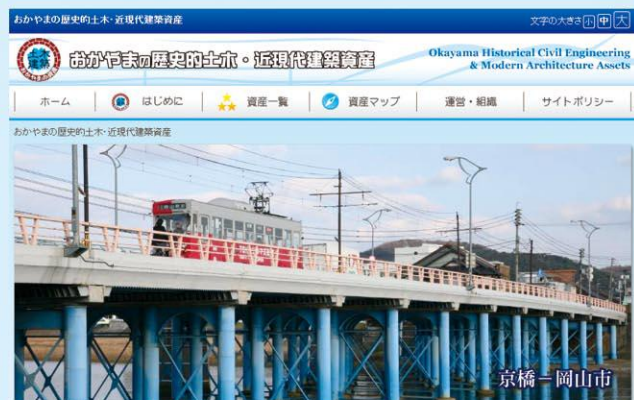 おかやまの歴史的土木・近現代建築資産
文字の大きさ 小 中 大
土木
建築
おかやまの歴史的土木・近現代建築資産
Okayama Historical Civil Engineering
& Modern Architecture Assets
ホーム はじめに 資産一覧 資産マップ 運営・組織 サイトポリシー
おかやまの歴史的土木・近現代建築資産
京橋－岡山市